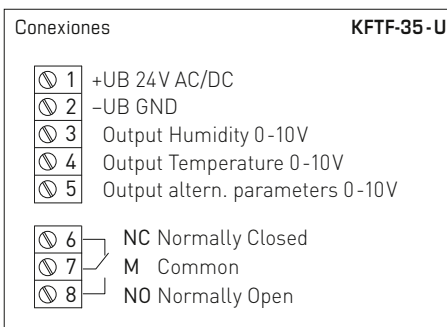 Conexiones KFTF-35-U
1 +UB 24V AC/DC
2 –UB GND
3 Output Humidity 0-10V
4 Output Temperature 0-10V
5 Output altern. parameters 0-10V
6 NC Normally Closed
7 M Common
8 NO Normally Open